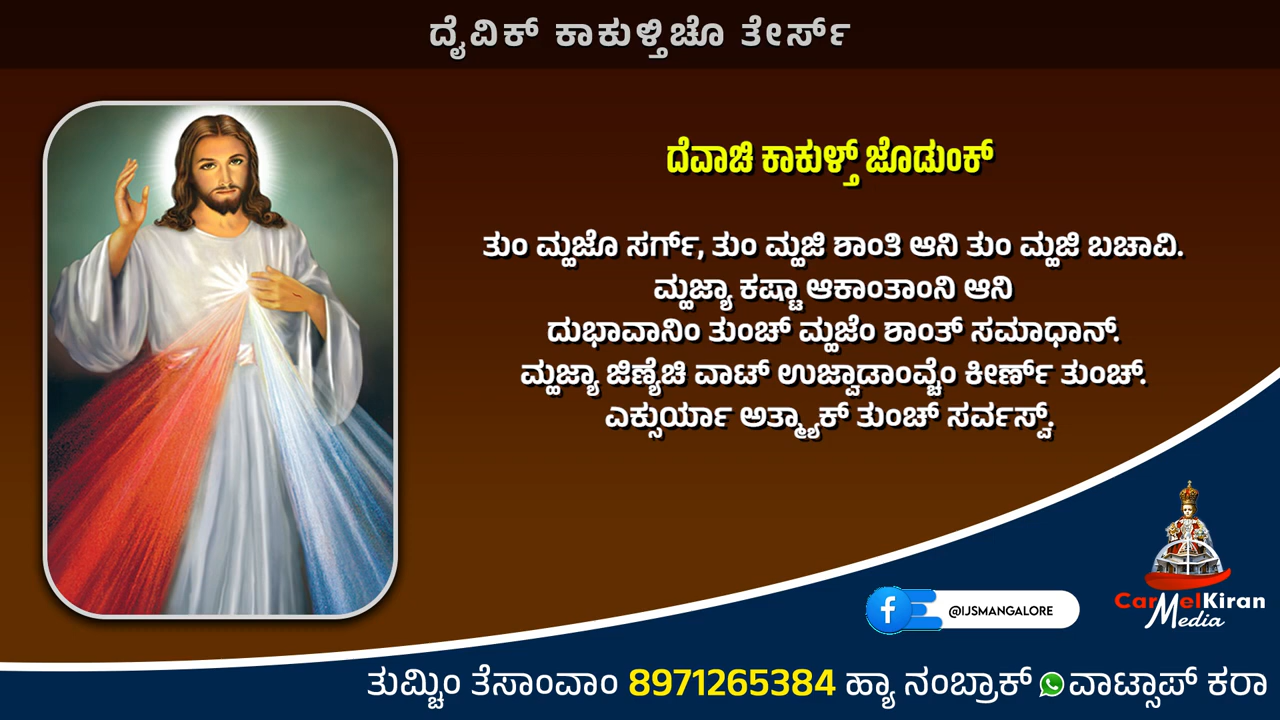 ದೈವಿಕ್ ಕಾಕುಳ್ತಿಚೊ ತೇರ್ಸ್
ದೆವಾಚಿ ಕಾಕುಳ್ತ್ ಜೊಡುಂಕ್
ತುಂ ಮ್ಹಜೊ ಸರ್ಗ್, ತುಂ ಮ್ಹಜಿ ಶಾಂತಿ ಆನಿ ತುಂ ಮ್ಹಜಿ ಬಚಾವಿ.
ಮ್ಹಜ್ಯಾ ಕಷ್ಟಾ ಆಕಾಂತಾಂನಿ ಆನಿ
ದುಭಾವಾನಿಂ ತುಂಚ್ ಮ್ಹಜೆಂ ಶಾಂತ್ ಸಮಾಧಾನ್.
ಮ್ಹಜ್ಯಾ ಜಿಣ್ಯೆಚಿ ವಾಟ್ ಉಜ್ವಾಡಾಂವ್ಚೆಂ ಕೀರ್ಣ್ ತುಂಚ್.
ಎಕ್ಸುರ್ಯಾ ಅತ್ಮ್ಯಾಕ್ ತುಂಚ್ ಸರ್ವಸ್ವ್.
@IJSMANGALORE
CarmelKiran
Media
ತುಮ್ಚಿಂ ತೆಸಾಂವಾಂ 8971265384 ಹ್ಯಾ ನಂಬ್ರಾಕ್ ವಾಟ್ಸಾಪ್ ಕರಾ